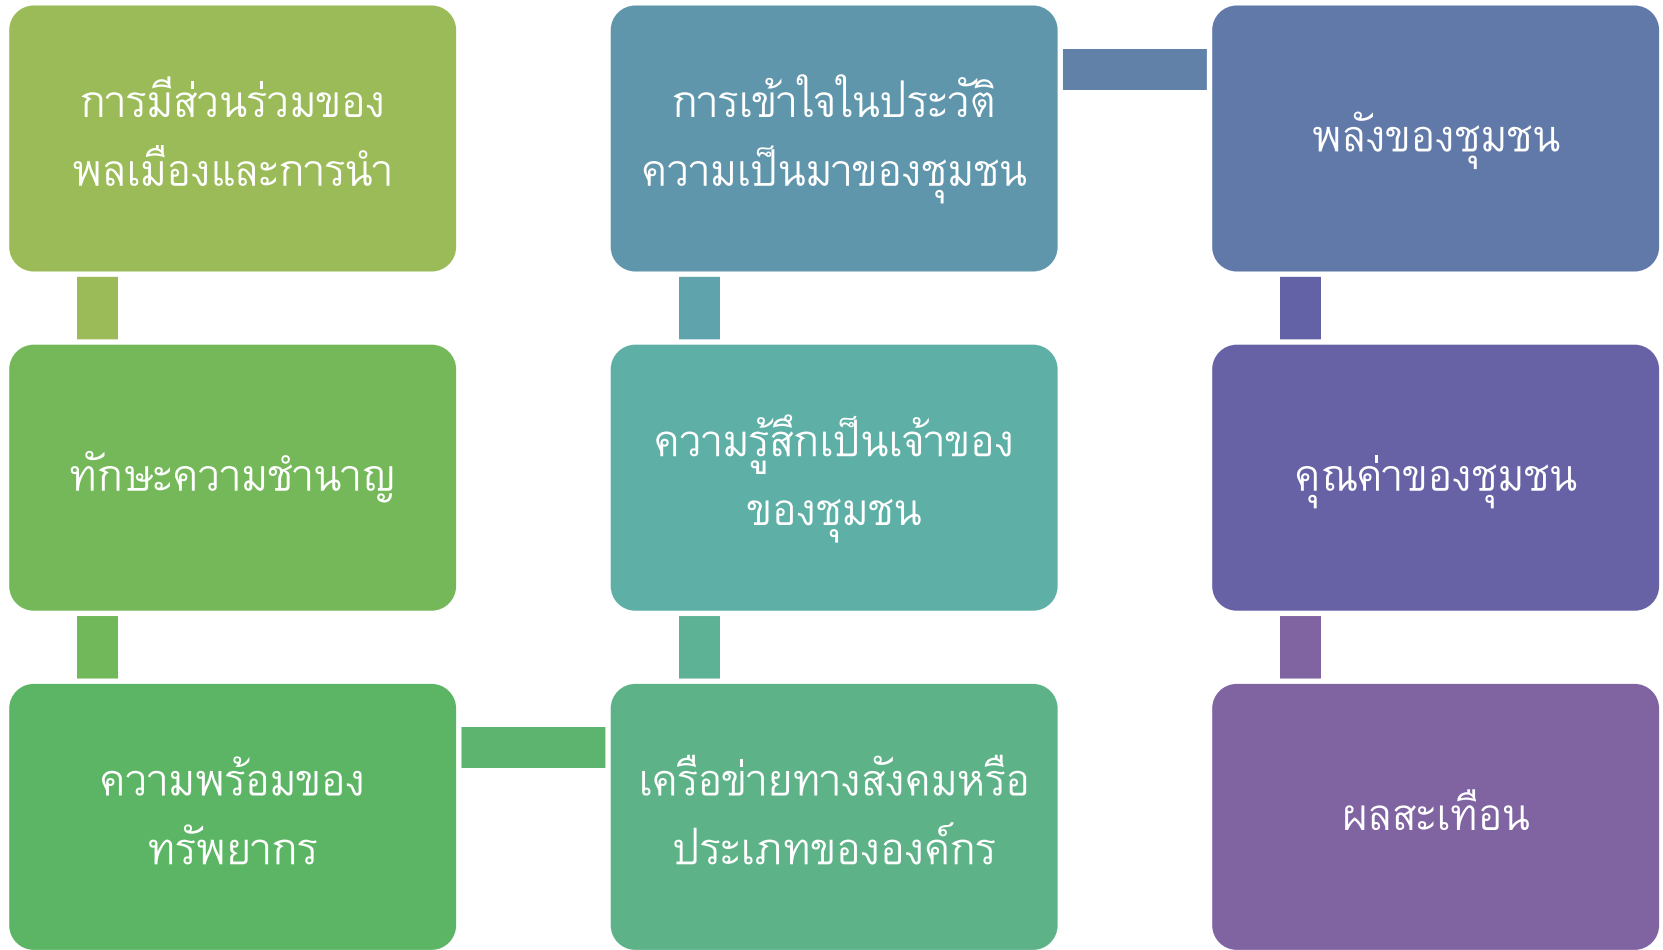 การมีส่วนร่วมของ
พลเมืองและการนำ
ทักษะความชำนาญ
ความพร้อมของ
ทรัพยากร
เครือข่ายทางสังคมหรือ
ประเภทขององค์กร
ความรู้สึกเป็นเจ้าของ
ของชุมชน
การเข้าใจในประวัติ
ความเป็นมาของชุมชน
พลังของชุมชน
คุณค่าของชุมชน
ผลสะเทือน